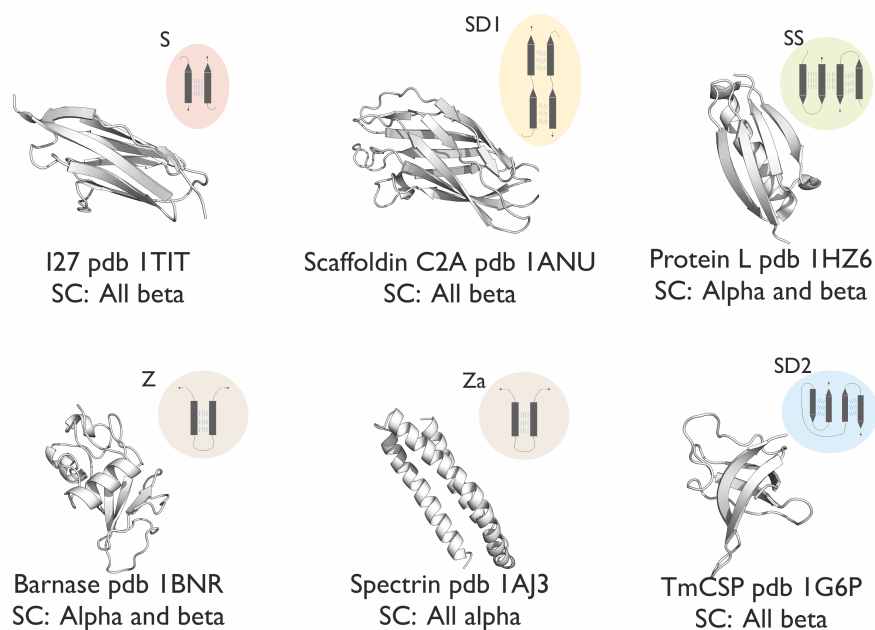 S
SD1
SS
I27 pdb 1TIT
SC: All beta
Scaffoldin C2A pdb 1ANU
SC: All beta
Protein L pdb 1HZ6
SC: Alpha and beta
Z
Za
SD2
Barnase pdb 1BNR
SC: Alpha and beta
Spectrin pdb 1AJ3
SC: All alpha
TmCSP pdb 1G6P
SC: All beta